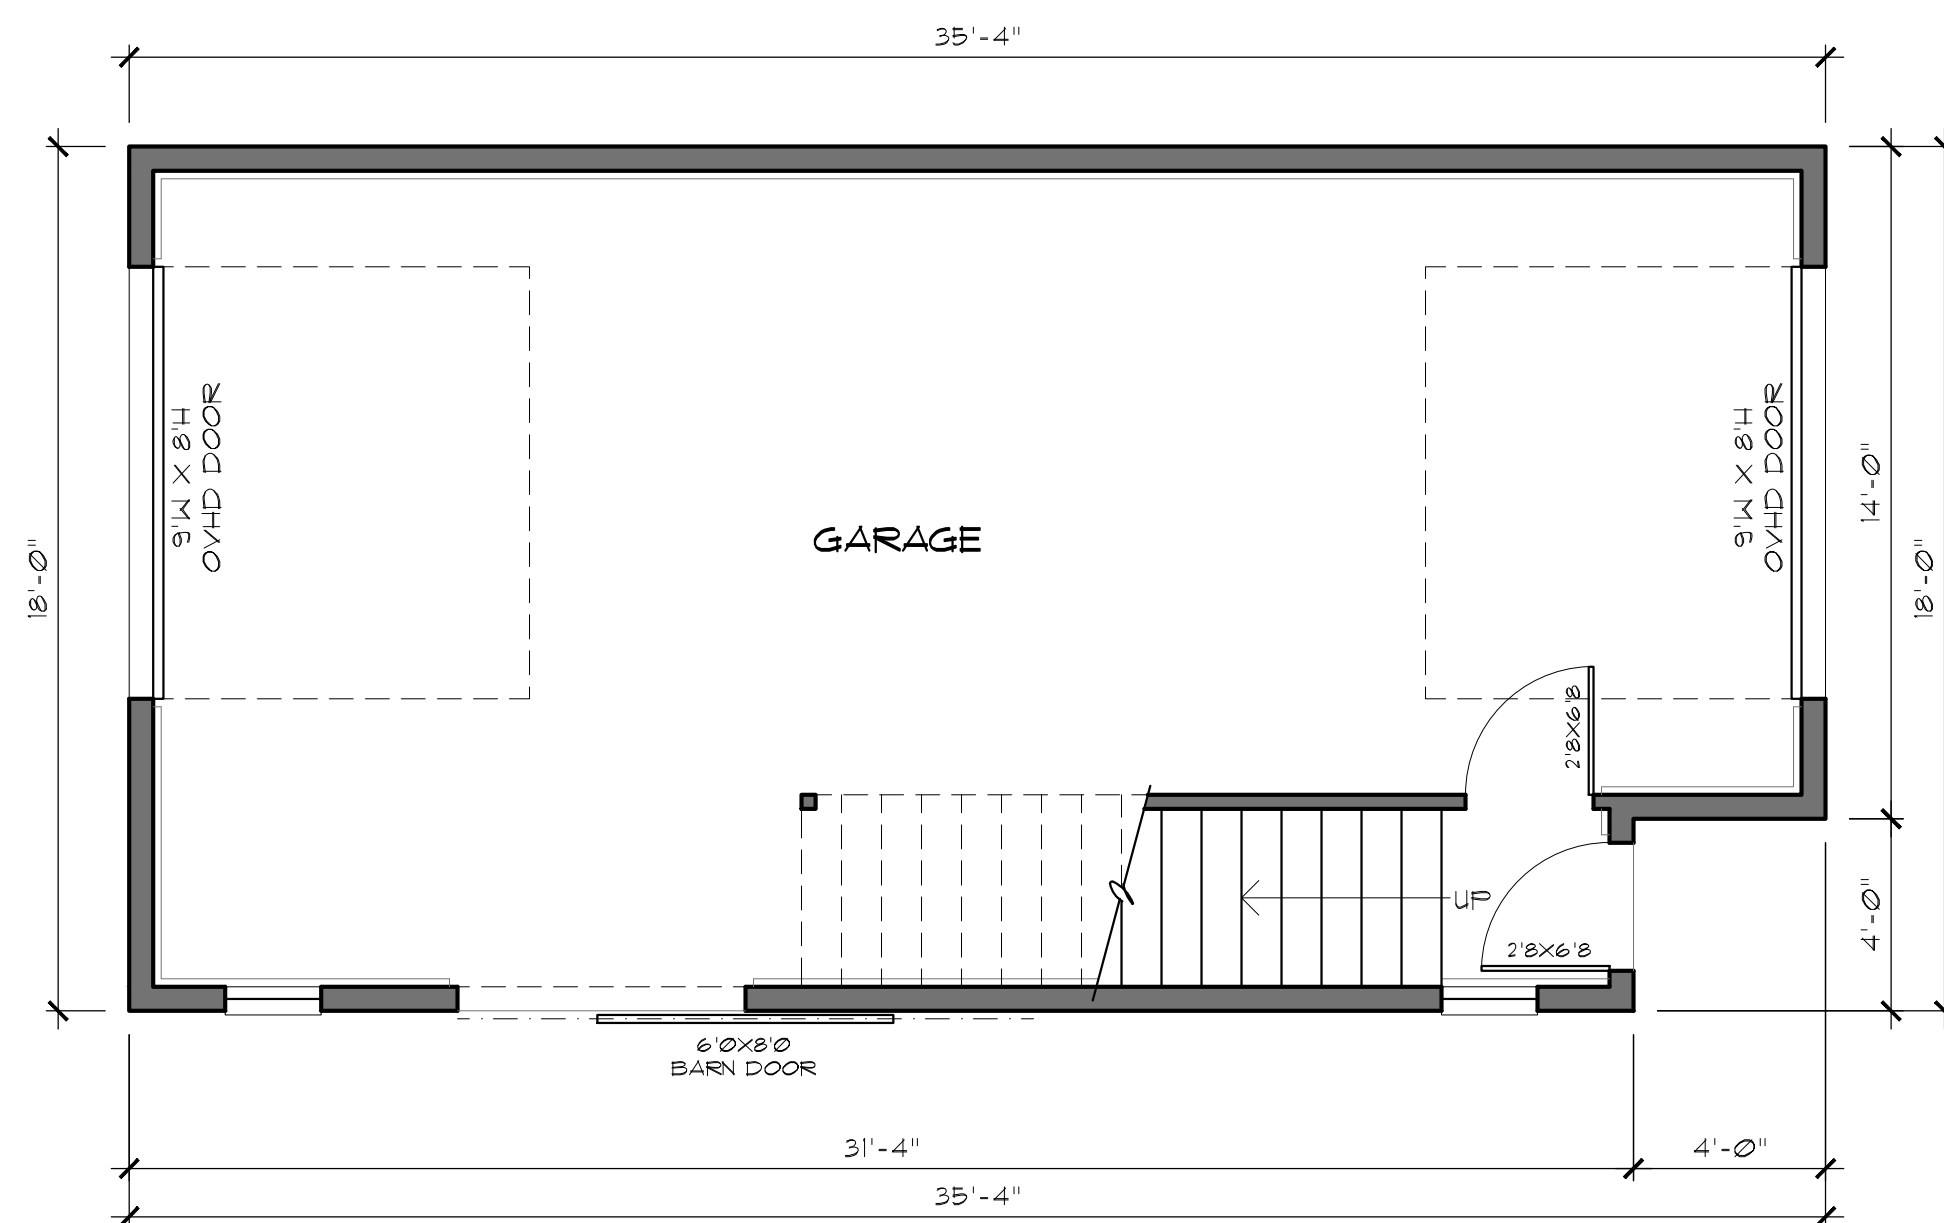 35'-4"
9'W X 8'H
OVHD DOOR
9'W X 8'H
OVHD DOOR
14'-0"
GARAGE
18'-0"
18'-0"
2'8X6'8
UP
4'-0"
2'8X6'8
6'0X8'0
BARN DOOR
31'-4"
4'-0"
35'-4"